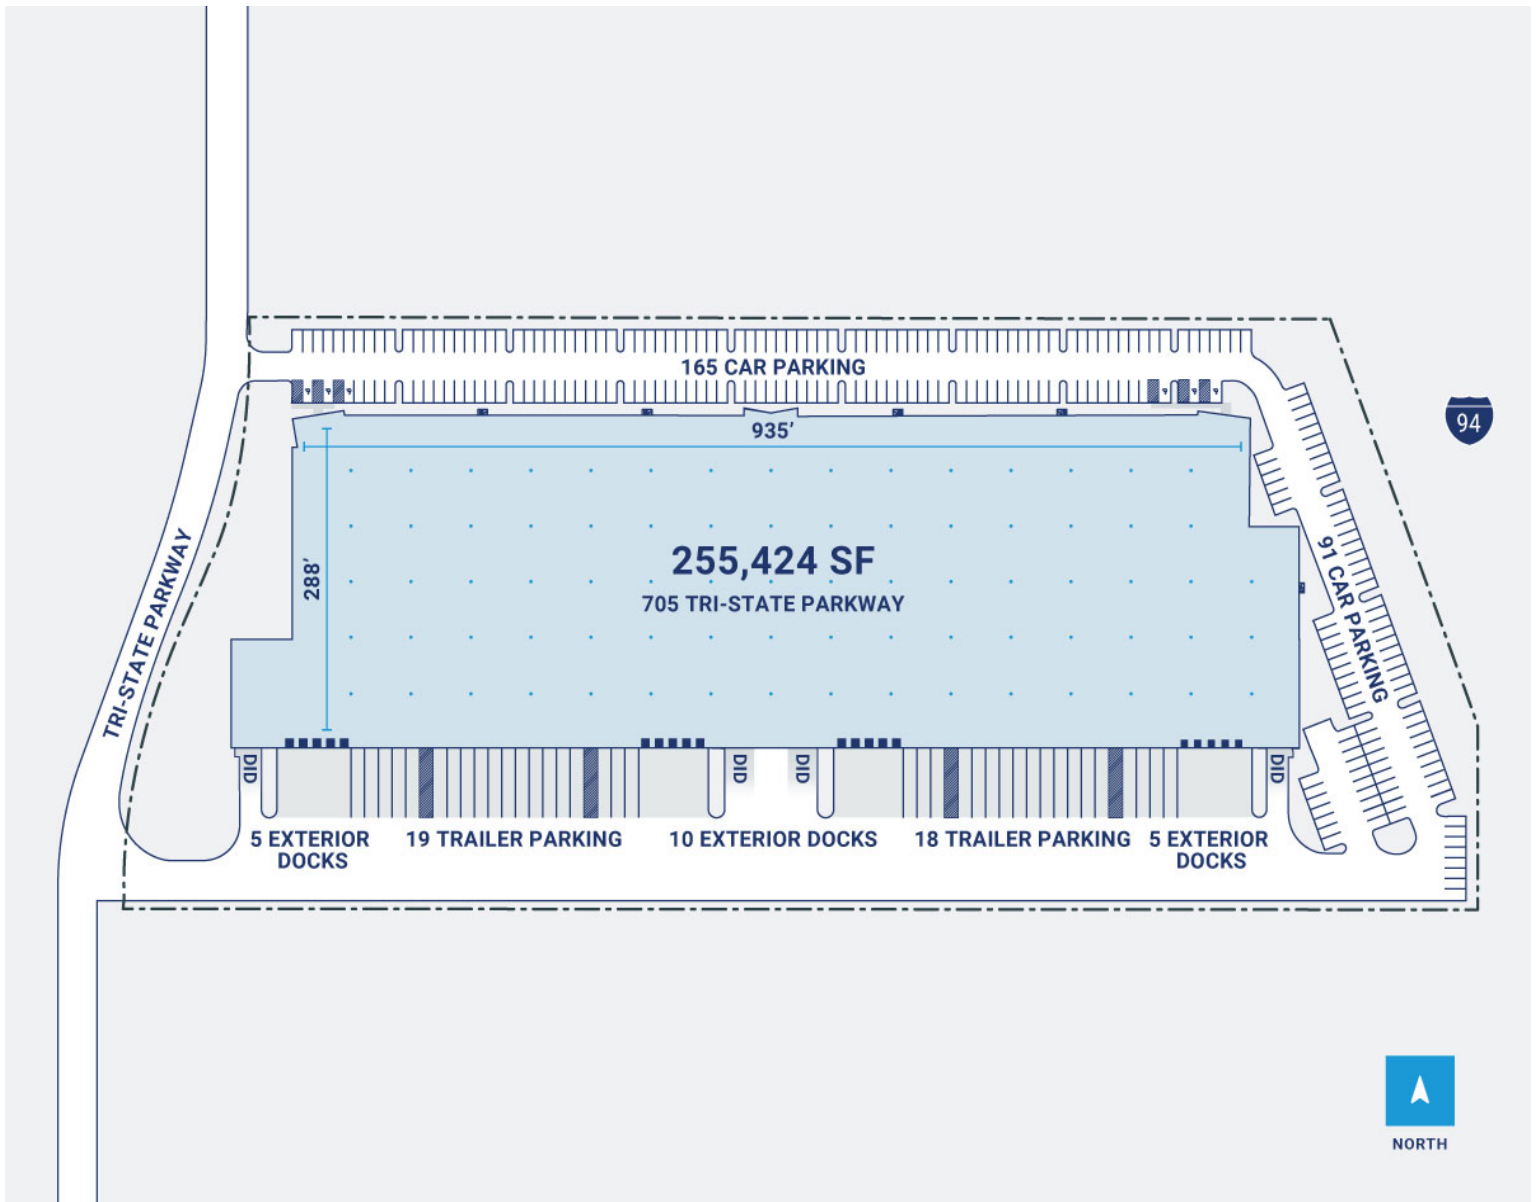 165 CAR PARKING
94
935’
255,424 SF
288’
705 TRI-STATE PARKWAY
91 CAR PARKING
TRI-STATE PARKWAY
DID
DID
DID
DID
5 EXTERIOR
DOCKS
19 TRAILER PARKING
10 EXTERIOR DOCKS
18 TRAILER PARKING
5 EXTERIOR
DOCKS
NORTH